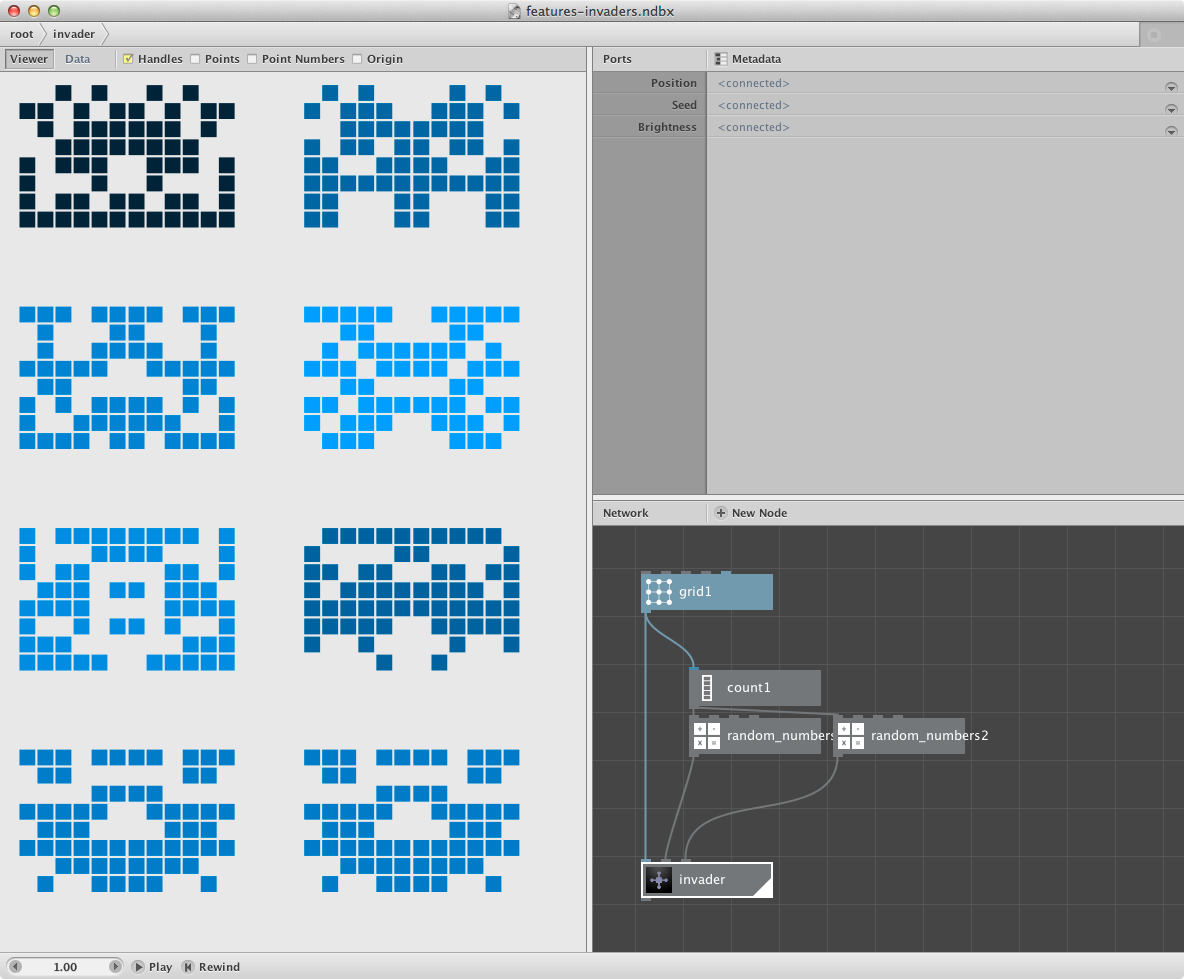 features-invaders.ndbx
root invader
Viewer Data Handles Points Point Numbers Origin
Ports Metadata
Position <connected>
Seed <connected>
Brightness <connected>
Network New Node
grid1
count1
random_numbers random_numbers2
invader
1.00 Play Rewind